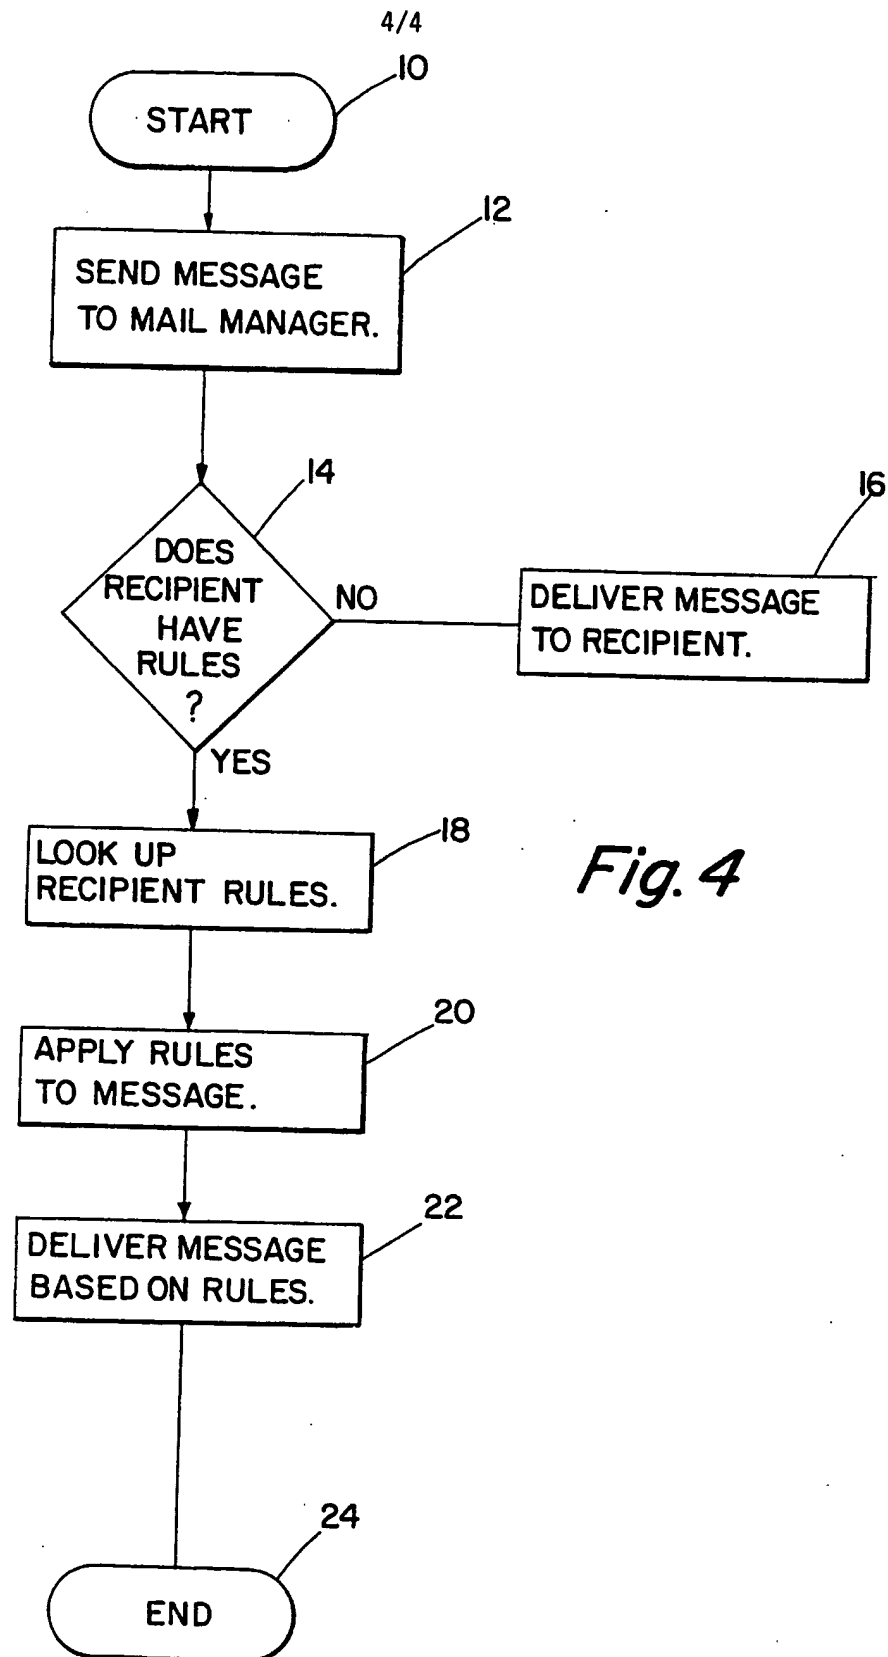 4/4
10
START
12
SEND MESSAGE
TO MAIL MANAGER.
14
16
DOES
RECIPIENT
HAVE
RULES
?
NO
DELIVER MESSAGE
TO RECIPIENT.
YES
18
LOOK UP
RECIPIENT RULES.
Fig. 4
20
APPLY RULES
TO MESSAGE.
22
DELIVER MESSAGE
BASED ON RULES.
24
END